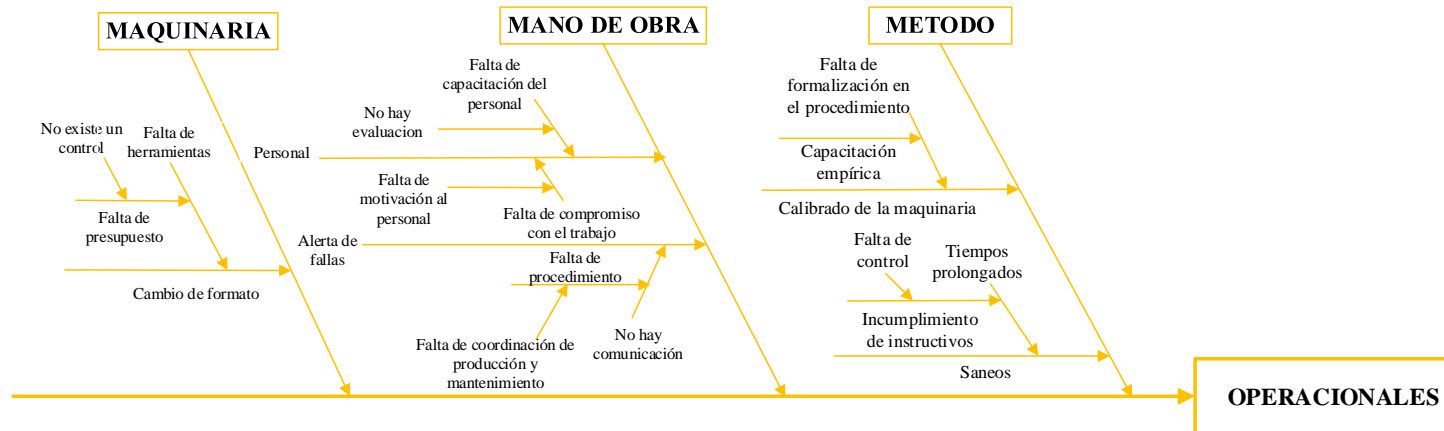 MAQUINARIA
MANO DE OBRA
METODO
No existe un
control
Falta de
herramientas
Falta de
presupuesto
Cambio de formato
Falta de
capacitación del
personal
No hay
evaluacion
Personal
Falta de
motivación al
personal
Falta de compromiso
con el trabajo
Alerta de
fallas
Falta de
procedimiento
Falta de coordinación de
producción y
mantenimiento
No hay
comunicación
Falta de
formalización en
el procedimiento
Capacitación
empírica
Calibrado de la maquinaria
Falta de
control
Tiempos
prolongados
Incumplimiento
de instructivos
Saneos
OPERACIONALES